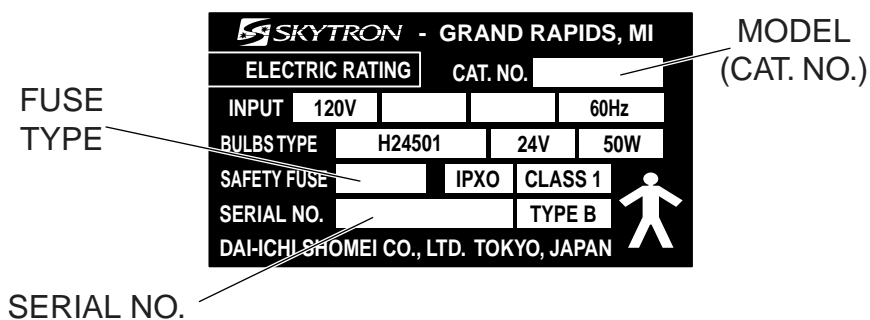 SKYTRON - GRAND RAPIDS, MI
MODEL
(CAT. NO.)
ELECTRIC RATING CAT. NO.
FUSE
TYPE
INPUT 120V 60Hz
BULBS TYPE H24501 24V 50W
SAFETY FUSE IPXO CLASS 1
SERIAL NO. TYPE B
DAI-ICHI SHOMEI CO., LTD. TOKYO, JAPAN
SERIAL NO.